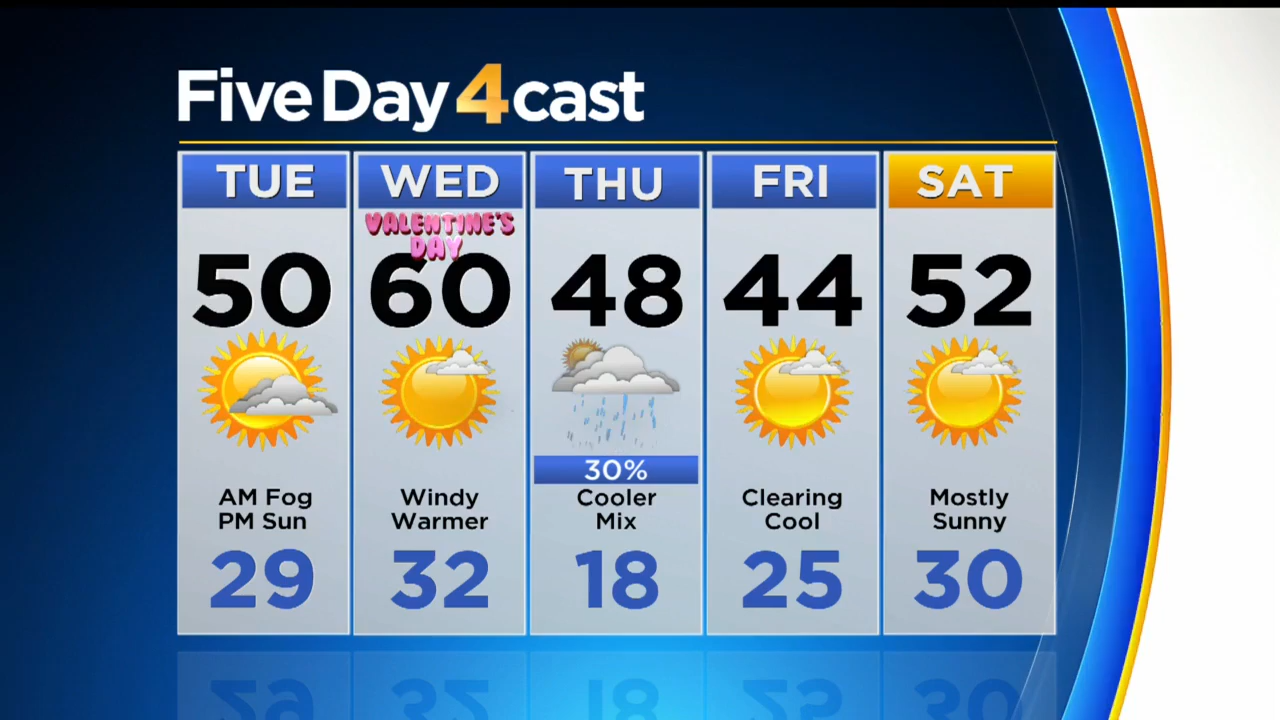 Five Day 4cast
TUE
50
AM Fog
PM Sun
29
WED
VALENTINE'S
DAY
60
Windy
Warmer
32
THU
48
30%
Cooler
Mix
18
FRI
44
Clearing
Cool
25
SAT
52
Mostly
Sunny
30